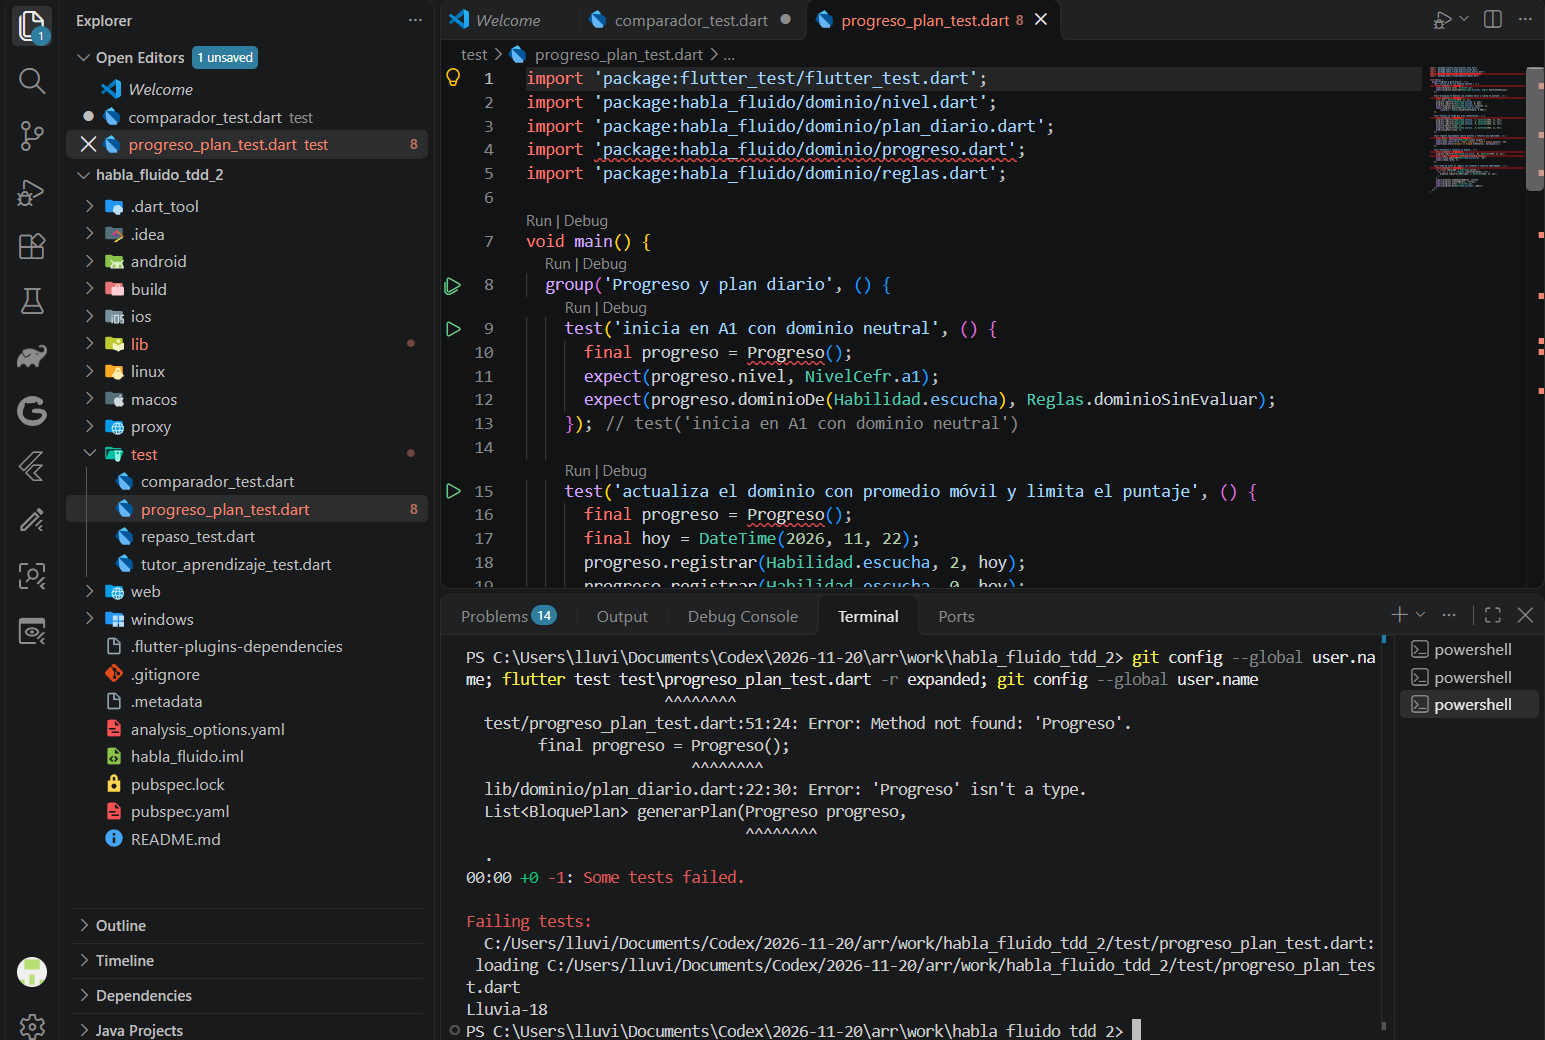 Explorer
Open Editors 1 unsaved
Welcome
comparador_test.dart test
progreso_plan_test.dart test 8
habla_fluido_tdd_2
.dart_tool
.idea
android
build
ios
lib
linux
macos
proxy
test
comparador_test.dart
progreso_plan_test.dart 8
repaso_test.dart
tutor_aprendizaje_test.dart
web
windows
.flutter-plugins-dependencies
.gitignore
.metadata
analysis_options.yaml
habla_fluido.iml
pubspec.lock
pubspec.yaml
README.md
Outline
Timeline
Dependencies
Java Projects
1
Welcome
comparador_test.dart
progreso_plan_test.dart 8
test > progreso_plan_test.dart > ...
1 import 'package:flutter_test/flutter_test.dart';
2 import 'package:habla_fluido/dominio/nivel.dart';
3 import 'package:habla_fluido/dominio/plan_diario.dart';
4 import 'package:habla_fluido/dominio/progreso.dart';
5 import 'package:habla_fluido/dominio/reglas.dart';
6
Run | Debug
7 void main() {
Run | Debug
8 group('Progreso y plan diario', () {
Run | Debug
9 test('inicia en A1 con dominio neutral', () {
10 final progreso = Progreso();
11 expect(progreso.nivel, NivelCefr.a1);
12 expect(progreso.dominioDe(Habilidad.escucha), Reglas.dominioSinEvaluar);
13 }); // test('inicia en A1 con dominio neutral')
14
Run | Debug
15 test('actualiza el dominio con promedio móvil y limita el puntaje', () {
16 final progreso = Progreso();
17 final hoy = DateTime(2026, 11, 22);
18 progreso.registrar(Habilidad.escucha, 2, hoy);
19 progreso.registrar(Habilidad.escucha, 0, hoy);
Problems 14 Output Debug Console Terminal Ports
PS C:\Users\lluvi\Documents\Codex\2026-11-20\arr\work\habla_fluido_tdd_2> git config --global user.na
me; flutter test test\progreso_plan_test.dart -r expanded; git config --global user.name
^^^^^^^^
test/progreso_plan_test.dart:51:24: Error: Method not found: 'Progreso'.
final progreso = Progreso();
^^^^^^^^
lib/dominio/plan_diario.dart:22:30: Error: 'Progreso' isn't a type.
List<BloquePlan> generarPlan(Progreso progreso,
^^^^^^^^
.
00:00 +0 -1: Some tests failed.
Failing tests:
C:/Users/lluvi/Documents/Codex/2026-11-20/arr/work/habla_fluido_tdd_2/test/progreso_plan_test.dart:
loading C:/Users/lluvi/Documents/Codex/2026-11-20/arr/work/habla_fluido_tdd_2/test/progreso_plan_tes
t.dart
Lluvia-18
PS C:\Users\lluvi\Documents\Codex\2026-11-20\arr\work\habla_fluido_tdd_2>
powershell
powershell
powershell